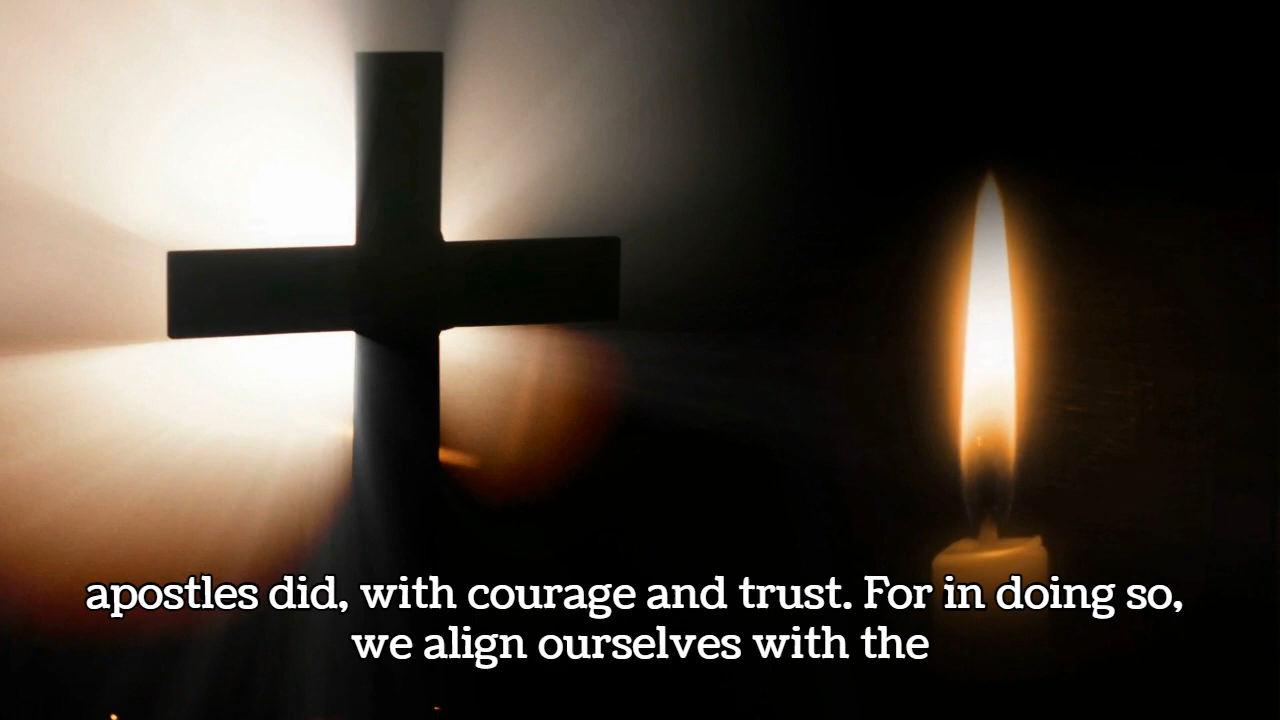 apostles did, with courage and trust. For in doing so,
we align ourselves with the